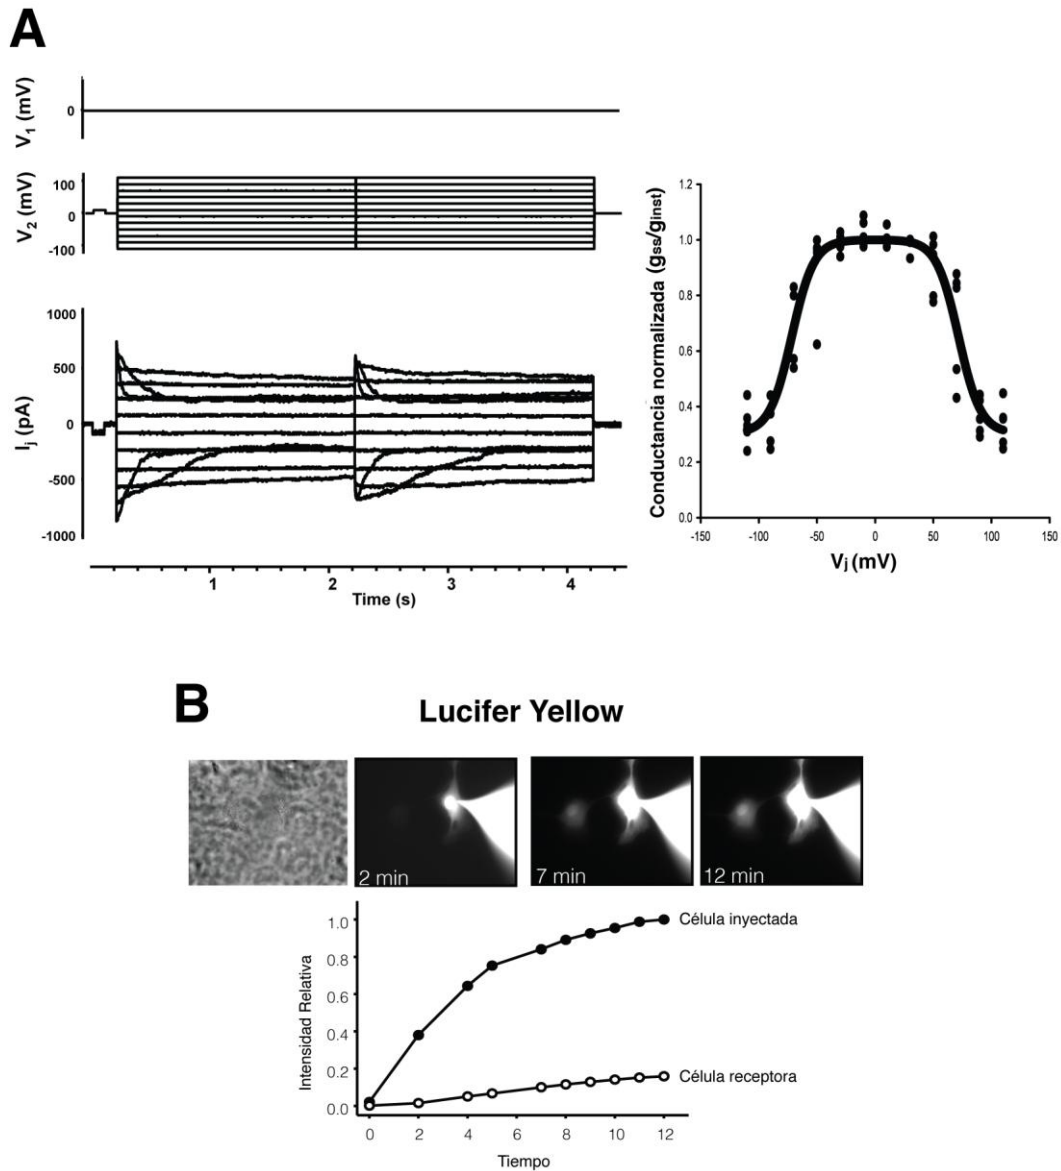 A
V1 (mV)
0
V2 (mV)
100
0
-100
Ij (pA)
1000
500
0
-500
-1000
1 2 3 4
Time (s)
Conductancia normalizada (gss/ginst)
1.2
1.0
0.8
0.6
0.4
0.2
0.0
-150 -100 -50 0 50 100 150
Vj (mV)
B
Lucifer Yellow
2 min 7 min 12 min
Intensidad Relativa
1.0
0.8
0.6
0.4
0.2
0.0
Célula inyectada
Célula receptora
0 2 4 6 8 10 12
Tiempo